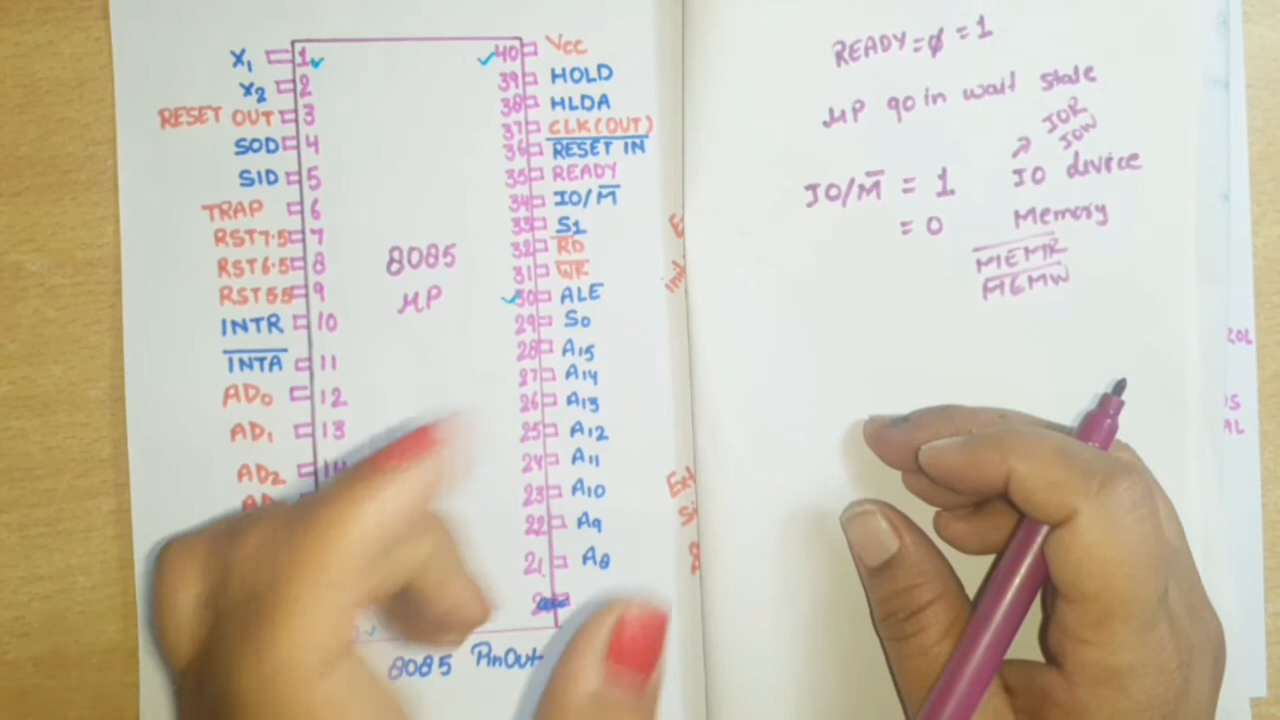 X1 1 40 Vcc
X2 2 39 HOLD
RESET OUT 3 38 HLDA
SOD 4 37 CLK(OUT)
SID 5 36 RESET IN
TRAP 6 35 READY
RST7.5 7 34 IO/M̅
RST6.5 8 33 S1
RST5.5 9 32 RD
INTR 10 31 WR
INTA 11 30 ALE
AD0 12 29 S0
AD1 13 28 A15
AD2 14 27 A14
26 A13
25 A12
24 A11
23 A10
22 A9
21 A8
8085
μP
8085 PinOut
READY=0 = 1
μP go in wait state
IOR
IOW
IO/M̅ = 1 IO device
= 0 Memory
MEMR
MEMW